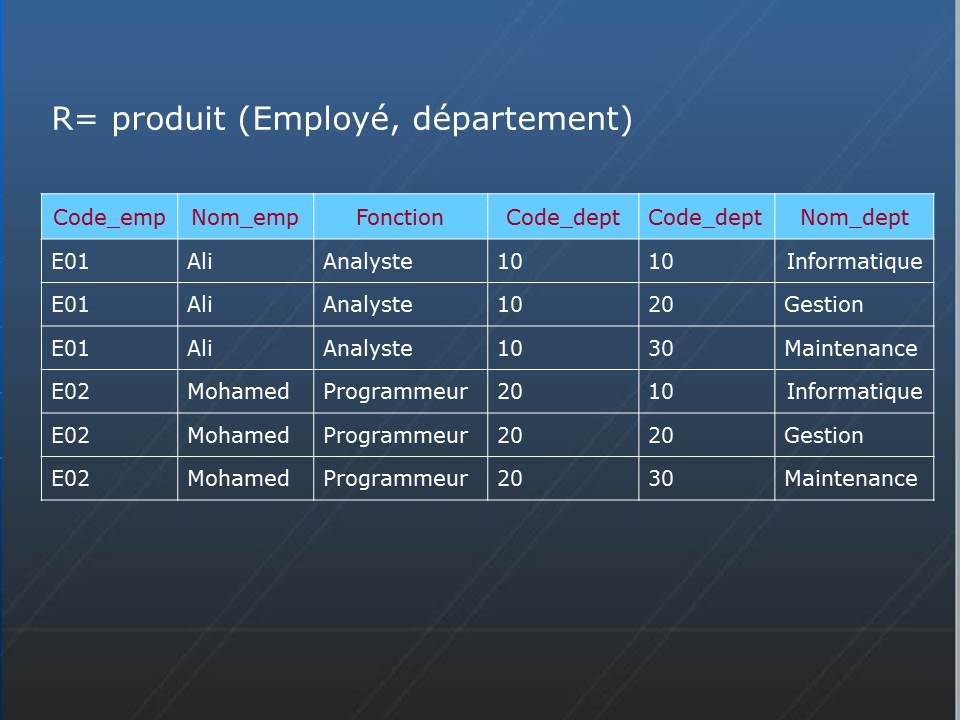 R= produit (Employé, département)
Code_emp Nom_emp Fonction Code_dept Code_dept Nom_dept
E01 Ali Analyste 10 10 Informatique
E01 Ali Analyste 10 20 Gestion
E01 Ali Analyste 10 30 Maintenance
E02 Mohamed Programmeur 20 10 Informatique
E02 Mohamed Programmeur 20 20 Gestion
E02 Mohamed Programmeur 20 30 Maintenance